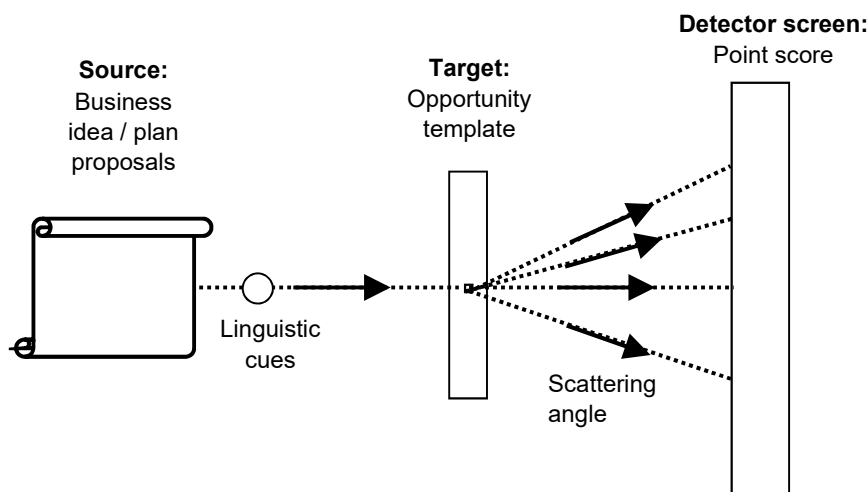 Source:
Business
idea / plan
proposals
Linguistic
cues
Target:
Opportunity
template
Scattering
angle
Detector screen:
Point score